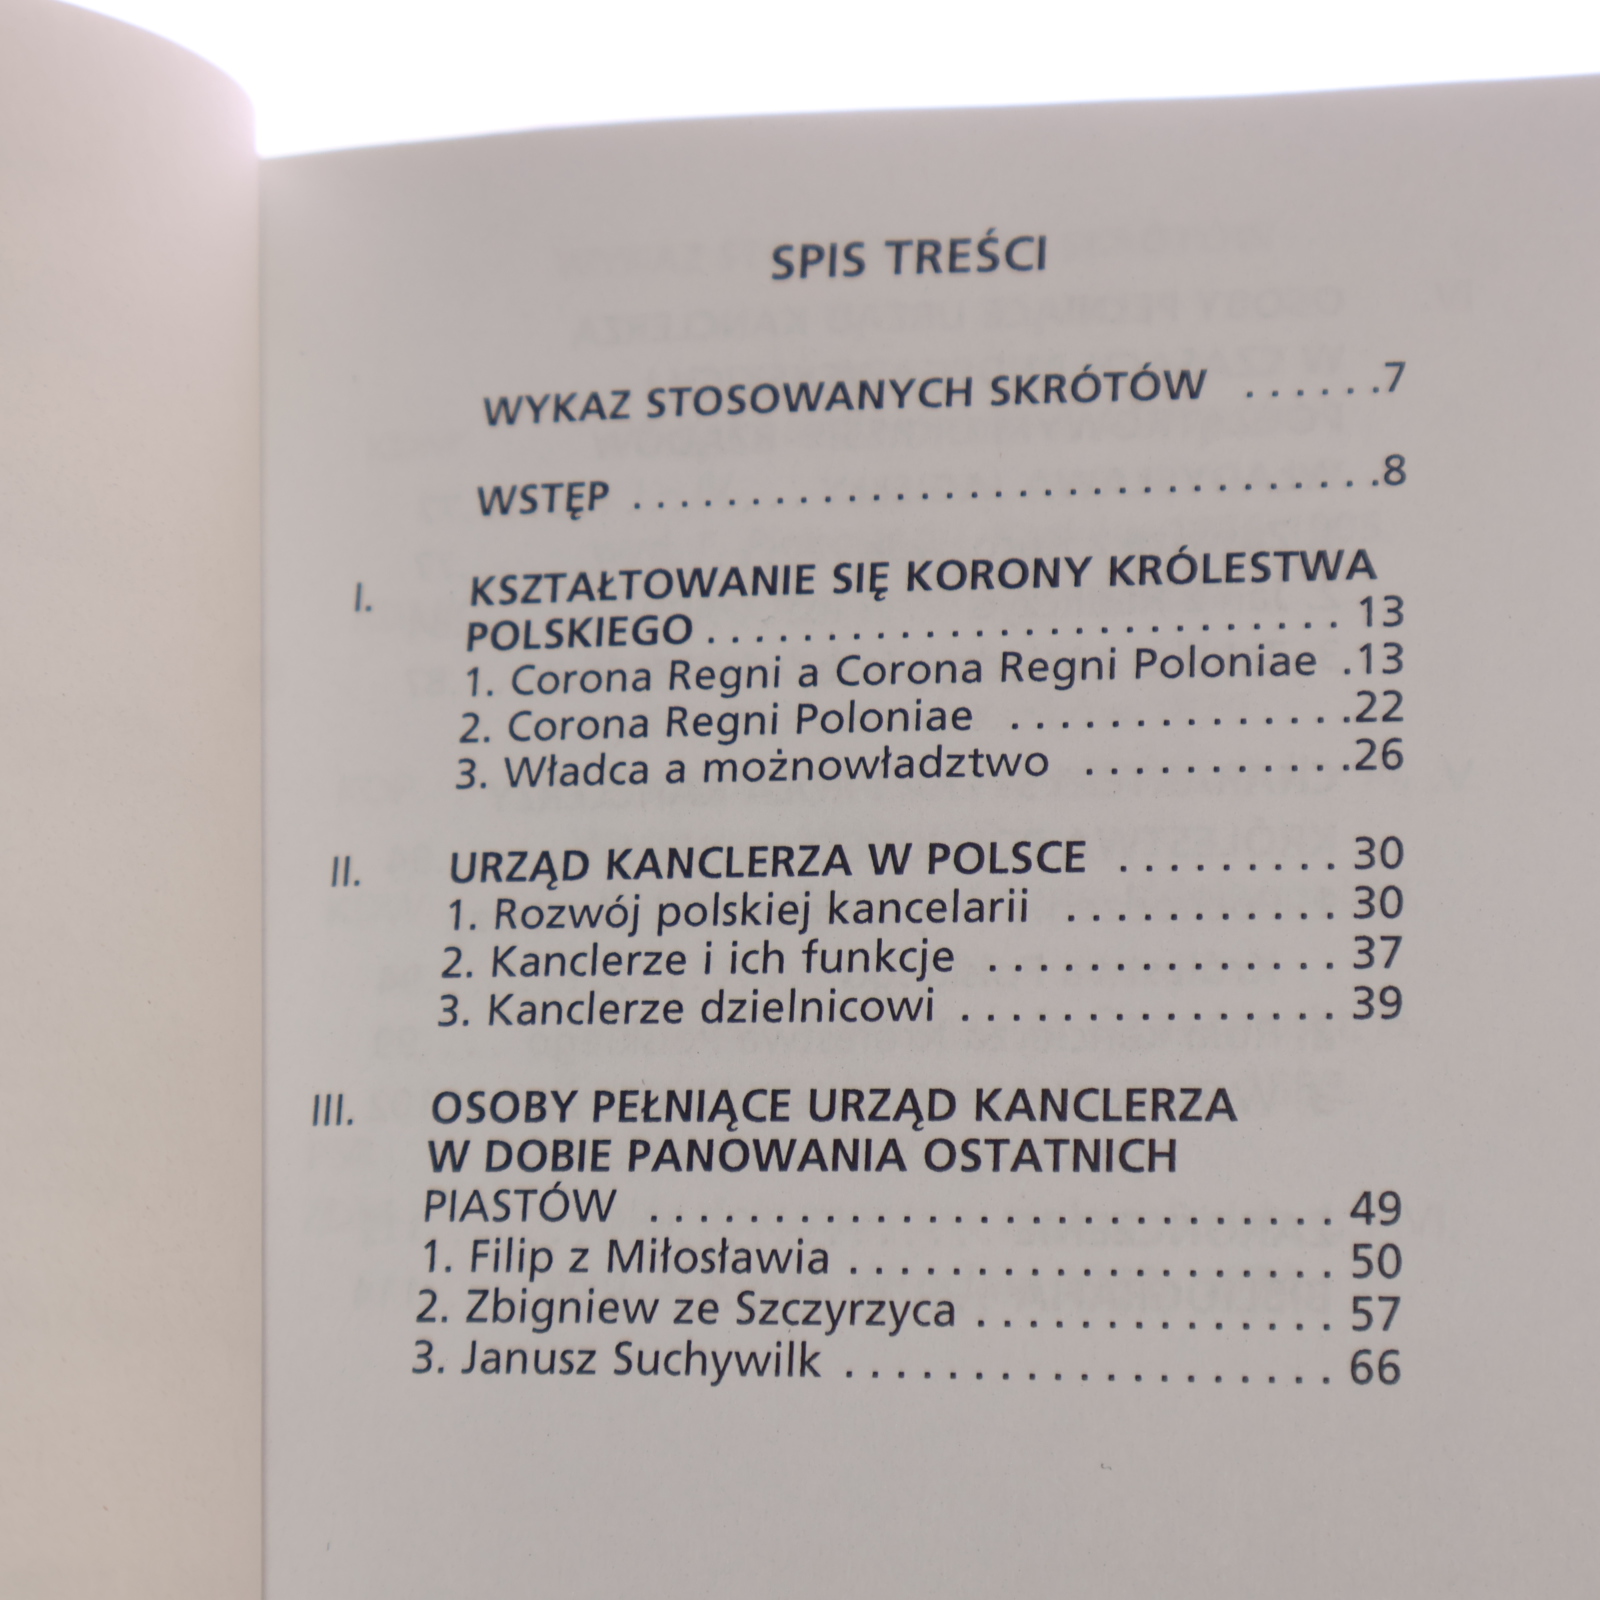 SPIS TREŚCI
WYKAZ STOSOWANYCH SKRÓTÓW ......7
WSTĘP ...............................8
I. KSZTAŁTOWANIE SIĘ KORONY KRÓLESTWA
POLSKIEGO.......................... 13
1. Corona Regni a Corona Regni Poloniae .13
2. Corona Regni Poloniae ..............22
3. Władca a możnowładztwo ...........26
II. URZĄD KANCLERZA W POLSCE ......... 30
1. Rozwój polskiej kancelarii ........... 30
2. Kanclerze i ich funkcje .............. 37
3. Kanclerze dzielnicowi ............... 39
III. OSOBY PEŁNIĄCE URZĄD KANCLERZA
W DOBIE PANOWANIA OSTATNICH
PIASTÓW ............................ 49
1. Filip z Miłosławia .................... 50
2. Zbigniew ze Szczyrzyca ............... 57
3. Janusz Suchywilk .................... 66